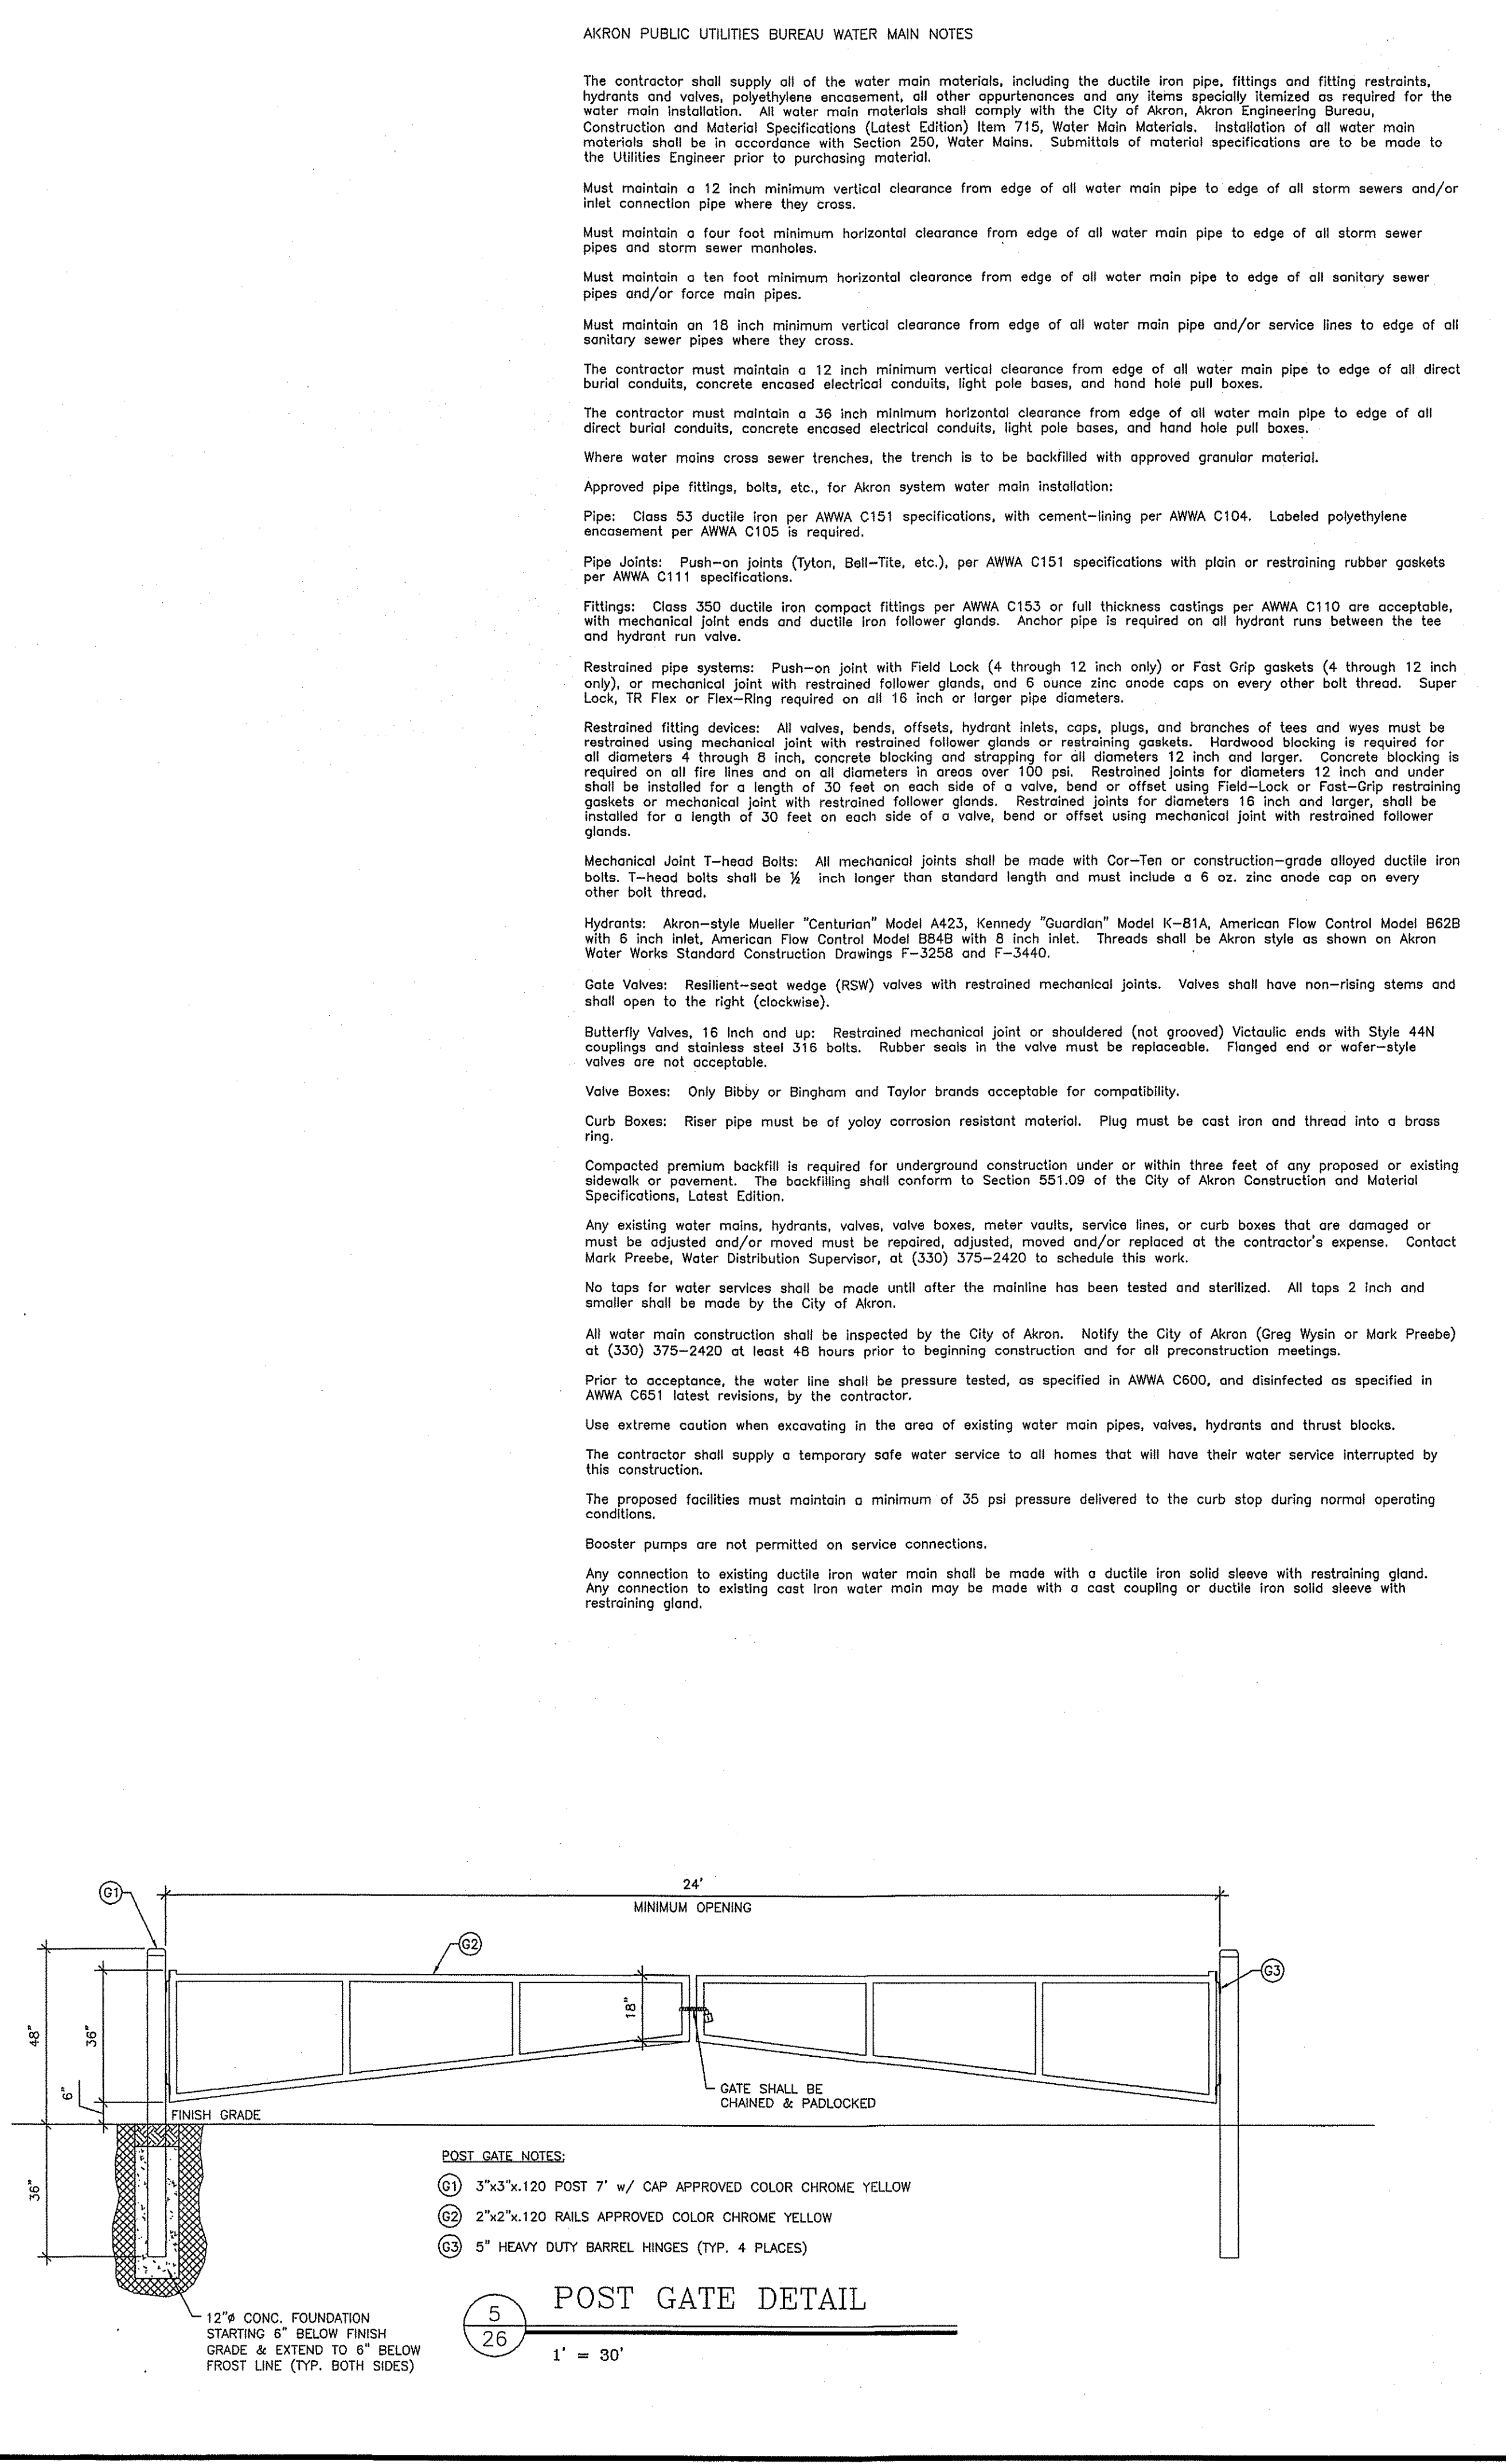 AKRON PUBLIC UTILITIES BUREAU WATER MAIN NOTES
The contractor shall supply all of the water main materials, including the ductile iron pipe, fittings and fitting restraints,
hydrants and valves, polyethylene encasement, all other appurtenances and any items specially itemized as required for the
water main installation. All water main materials shall comply with the City of Akron, Akron Engineering Bureau,
Construction and Material Specifications (Latest Edition) Item 715, Water Main Materials. Installation of all water main
materials shall be in accordance with Section 250, Water Mains. Submittals of material specifications are to be made to
the Utilities Engineer prior to purchasing material.
Must maintain a 12 inch minimum vertical clearance from edge of all water main pipe to edge of all storm sewers and/or
inlet connection pipe where they cross.
Must maintain a four foot minimum horizontal clearance from edge of all water main pipe to edge of all storm sewer
pipes and storm sewer manholes.
Must maintain a ten foot minimum horizontal clearance from edge of all water main pipe to edge of all sanitary sewer
pipes and/or force main pipes.
Must maintain an 18 inch minimum vertical clearance from edge of all water main pipe and/or service lines to edge of all
sanitary sewer pipes where they cross.
The contractor must maintain a 12 inch minimum vertical clearance from edge of all water main pipe to edge of all direct
burial conduits, concrete encased electrical conduits, light pole bases, and hand hole pull boxes.
The contractor must maintain a 36 inch minimum horizontal clearance from edge of all water main pipe to edge of all
direct burial conduits, concrete encased electrical conduits, light pole bases, and hand hole pull boxes.
Where water mains cross sewer trenches, the trench is to be backfilled with approved granular material.
Approved pipe fittings, bolts, etc., for Akron system water main installation:
Pipe: Class 53 ductile iron per AWWA C151 specifications, with cement-lining per AWWA C104. Labeled polyethylene
encasement per AWWA C105 is required.
Pipe Joints: Push-on joints (Tyton, Bell-Tite, etc.), per AWWA C151 specifications with plain or restraining rubber gaskets
per AWWA C111 specifications.
Fittings: Class 350 ductile iron compact fittings per AWWA C153 or full thickness castings per AWWA C110 are acceptable,
with mechanical joint ends and ductile iron follower glands. Anchor pipe is required on all hydrant runs between the tee
and hydrant run valve.
Restrained pipe systems: Push-on joint with Field Lock (4 through 12 inch only) or Fast Grip gaskets (4 through 12 inch
only), or mechanical joint with restrained follower glands, and 6 ounce zinc anode caps on every other bolt thread. Super
Lock, TR Flex or Flex-Ring required on all 16 inch or larger pipe diameters.
Restrained fitting devices: All valves, bends, offsets, hydrant inlets, caps, plugs, and branches of tees and wyes must be
restrained using mechanical joint with restrained follower glands or restraining gaskets. Hardwood blocking is required for
all diameters 4 through 8 inch, concrete blocking and strapping for all diameters 12 inch and larger. Concrete blocking is
required on all fire lines and on all diameters in areas over 100 psi. Restrained joints for diameters 12 inch and under
shall be installed for a length of 30 feet on each side of a valve, bend or offset using Field-Lock or Fast-Grip restraining
gaskets or mechanical joint with restrained follower glands. Restrained joints for diameters 16 inch and larger, shall be
installed for a length of 30 feet on each side of a valve, bend or offset using mechanical joint with restrained follower
glands.
Mechanical Joint T-head Bolts: All mechanical joints shall be made with Cor-Ten or construction-grade alloyed ductile iron
bolts. T-head bolts shall be ½ inch longer than standard length and must include a 6 oz. zinc anode cap on every
other bolt thread.
Hydrants: Akron-style Mueller "Centurian" Model A423, Kennedy "Guardian" Model K-81A, American Flow Control Model B62B
with 6 inch inlet, American Flow Control Model B84B with 8 inch inlet. Threads shall be Akron style as shown on Akron
Water Works Standard Construction Drawings F-3258 and F-3440.
Gate Valves: Resilient-seat wedge (RSW) valves with restrained mechanical joints. Valves shall have non-rising stems and
shall open to the right (clockwise).
Butterfly Valves, 16 Inch and up: Restrained mechanical joint or shouldered (not grooved) Victaulic ends with Style 44N
couplings and stainless steel 316 bolts. Rubber seals in the valve must be replaceable. Flanged end or wafer-style
valves are not acceptable.
Valve Boxes: Only Bibby or Bingham and Taylor brands acceptable for compatibility.
Curb Boxes: Riser pipe must be of yoloy corrosion resistant material. Plug must be cast iron and thread into a brass
ring.
Compacted premium backfill is required for underground construction under or within three feet of any proposed or existing
sidewalk or pavement. The backfilling shall conform to Section 551.09 of the City of Akron Construction and Material
Specifications, Latest Edition.
Any existing water mains, hydrants, valves, valve boxes, meter vaults, service lines, or curb boxes that are damaged or
must be adjusted and/or moved must be repaired, adjusted, moved and/or replaced at the contractor's expense. Contact
Mark Preebe, Water Distribution Supervisor, at (330) 375-2420 to schedule this work.
No taps for water services shall be made until after the mainline has been tested and sterilized. All taps 2 inch and
smaller shall be made by the City of Akron.
All water main construction shall be inspected by the City of Akron. Notify the City of Akron (Greg Wysin or Mark Preebe)
at (330) 375-2420 at least 48 hours prior to beginning construction and for all preconstruction meetings.
Prior to acceptance, the water line shall be pressure tested, as specified in AWWA C600, and disinfected as specified in
AWWA C651 latest revisions, by the contractor.
Use extreme caution when excavating in the area of existing water main pipes, valves, hydrants and thrust blocks.
The contractor shall supply a temporary safe water service to all homes that will have their water service interrupted by
this construction.
The proposed facilities must maintain a minimum of 35 psi pressure delivered to the curb stop during normal operating
conditions.
Booster pumps are not permitted on service connections.
Any connection to existing ductile iron water main shall be made with a ductile iron solid sleeve with restraining gland.
Any connection to existing cast iron water main may be made with a cast coupling or ductile iron solid sleeve with
restraining gland.
24'
MINIMUM OPENING
G1
G2
G3
48"
36"
18"
6"
36"
FINISH GRADE
GATE SHALL BE
CHAINED & PADLOCKED
POST GATE NOTES:
G1 3"x3"x.120 POST 7' w/ CAP APPROVED COLOR CHROME YELLOW
G2 2"x2"x.120 RAILS APPROVED COLOR CHROME YELLOW
G3 5" HEAVY DUTY BARREL HINGES (TYP. 4 PLACES)
12"ø CONC. FOUNDATION
STARTING 6" BELOW FINISH
GRADE & EXTEND TO 6" BELOW
FROST LINE (TYP. BOTH SIDES)
5
26
POST GATE DETAIL
1' = 30'